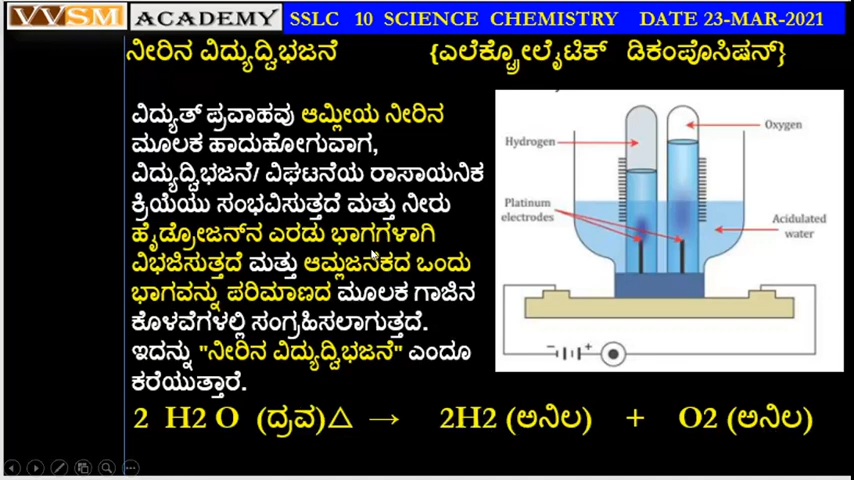 VVSM ACADEMY SSLC 10 SCIENCE CHEMISTRY DATE 23-MAR-2021
ನೀರಿನ ವಿದ್ಯುದ್ವಿಭಜನೆ {ಎಲೆಕ್ಟ್ರೋಲೈಟಿಕ್ ಡಿಕಂಪೊಸಿಷನ್}
ವಿದ್ಯುತ್ ಪ್ರವಾಹವು ಆಮ್ಲೀಯ ನೀರಿನ
ಮೂಲಕ ಹಾದುಹೋಗುವಾಗ,
ವಿದ್ಯುದ್ವಿಭಜನೆ/ ವಿಘಟನೆಯ ರಾಸಾಯನಿಕ
ಕ್ರಿಯೆಯು ಸಂಭವಿಸುತ್ತದೆ ಮತ್ತು ನೀರು
ಹೈಡ್ರೋಜನ್‌ನ ಎರಡು ಭಾಗಗಳಾಗಿ
ವಿಭಜಿಸುತ್ತದೆ ಮತ್ತು ಆಮ್ಲಜನಕದ ಒಂದು
ಭಾಗವನ್ನು ಪರಿಮಾಣದ ಮೂಲಕ ಗಾಜಿನ
ಕೊಳವೆಗಳಲ್ಲಿ ಸಂಗ್ರಹಿಸಲಾಗುತ್ತದೆ.
ಇದನ್ನು "ನೀರಿನ ವಿದ್ಯುದ್ವಿಭಜನೆ" ಎಂದೂ
ಕರೆಯುತ್ತಾರೆ.
Hydrogen
Oxygen
Platinum
electrodes
Acidulated
water
− +
2 H2 O (ದ್ರವ)△ → 2H2 (ಅನಿಲ) + O2 (ಅನಿಲ)